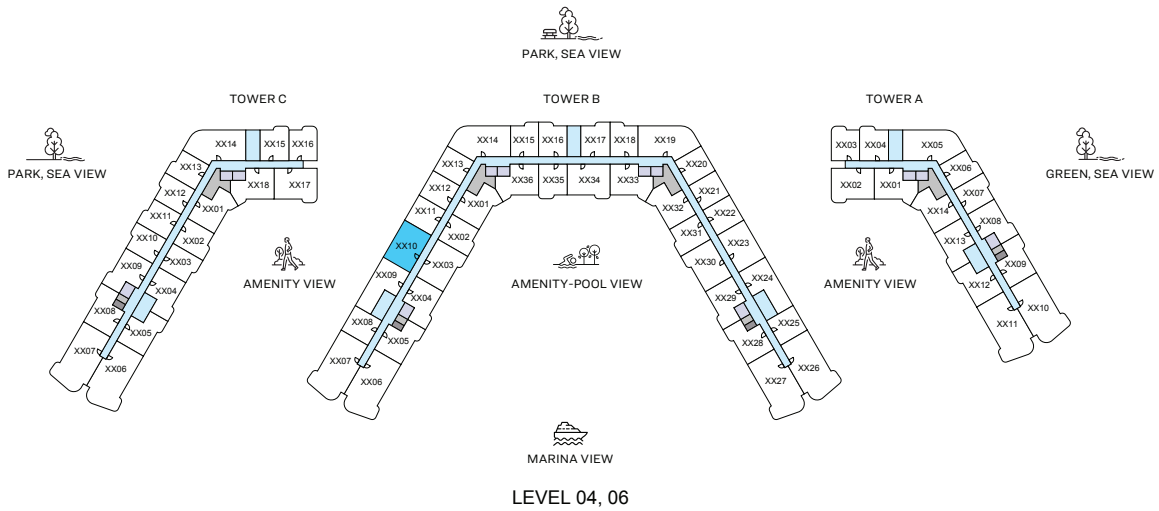 PARK, SEA VIEW
TOWER C
TOWER B
TOWER A
PARK, SEA VIEW
GREEN, SEA VIEW
XX14
XX15
XX16
XX13
XX12
XX11
XX10
XX09
XX08
XX07
XX06
XX05
XX04
XX03
XX02
XX01
XX18
XX17
XX14
XX15
XX16
XX17
XX18
XX19
XX13
XX12
XX11
XX10
XX09
XX08
XX07
XX06
XX05
XX04
XX03
XX02
XX01
XX36
XX35
XX34
XX33
XX32
XX31
XX30
XX29
XX28
XX27
XX26
XX25
XX24
XX23
XX22
XX21
XX20
XX03
XX04
XX05
XX02
XX01
XX06
XX07
XX08
XX09
XX10
XX11
XX12
XX13
XX14
AMENITY VIEW
AMENITY-POOL VIEW
AMENITY VIEW
MARINA VIEW
LEVEL 04, 06